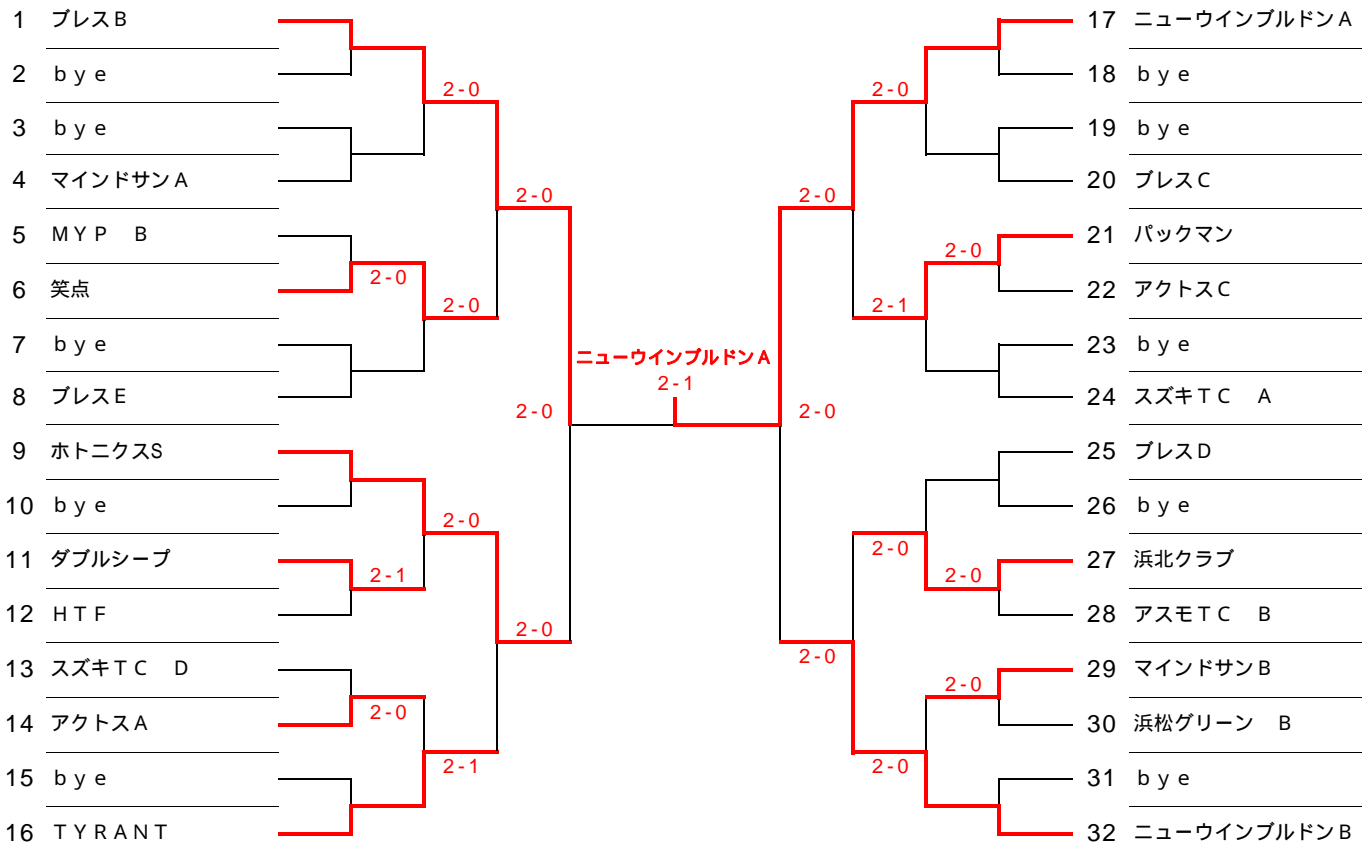 1 ブレスB
2 ｂｙｅ
3 ｂｙｅ
4 マインドサンＡ
5 ＭＹＰ　Ｂ
6 笑点
7 ｂｙｅ
8 ブレスＥ
9 ホトニクスS
10 ｂｙｅ
11 ダブルシープ
12 ＨＴＦ
13 スズキＴＣ　Ｄ
14 アクトスＡ
15 ｂｙｅ
16 ＴＹＲＡＮＴ
2-0
2-0
2-0
2-0
2-0
2-0
2-1
2-0
2-0
2-1
ニューウインブルドンＡ
2-1
2-0
2-0
2-0
2-1
2-0
2-0
2-0
2-0
2-0
2-0
17 ニューウインブルドンＡ
18 ｂｙｅ
19 ｂｙｅ
20 ブレスＣ
21 パックマン
22 アクトスＣ
23 ｂｙｅ
24 スズキＴＣ　Ａ
25 ブレスＤ
26 ｂｙｅ
27 浜北クラブ
28 アスモＴＣ　Ｂ
29 マインドサンＢ
30 浜松グリーン　Ｂ
31 ｂｙｅ
32 ニューウインブルドンＢ